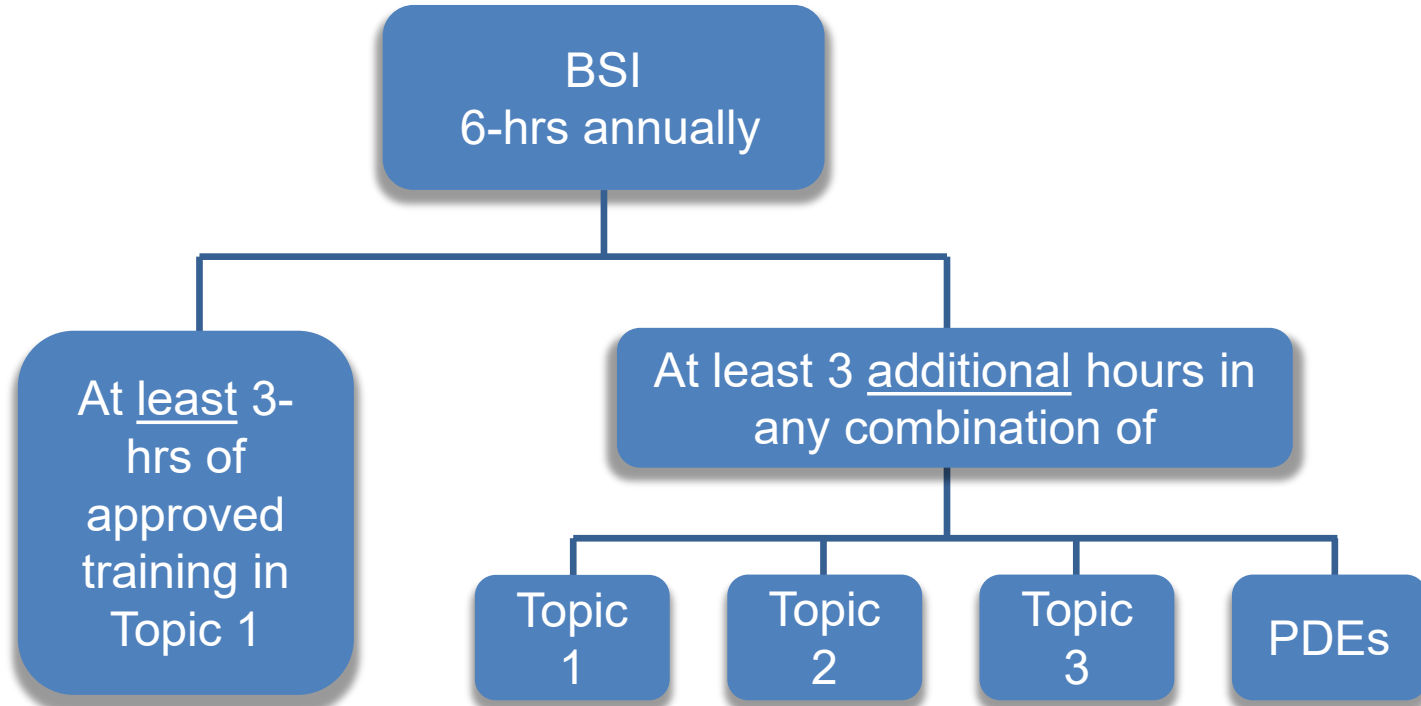 BSI
6-hrs annually
At least 3-
hrs of
approved
training in
Topic 1
At least 3 additional hours in
any combination of
Topic
1
Topic
2
Topic
3
PDEs